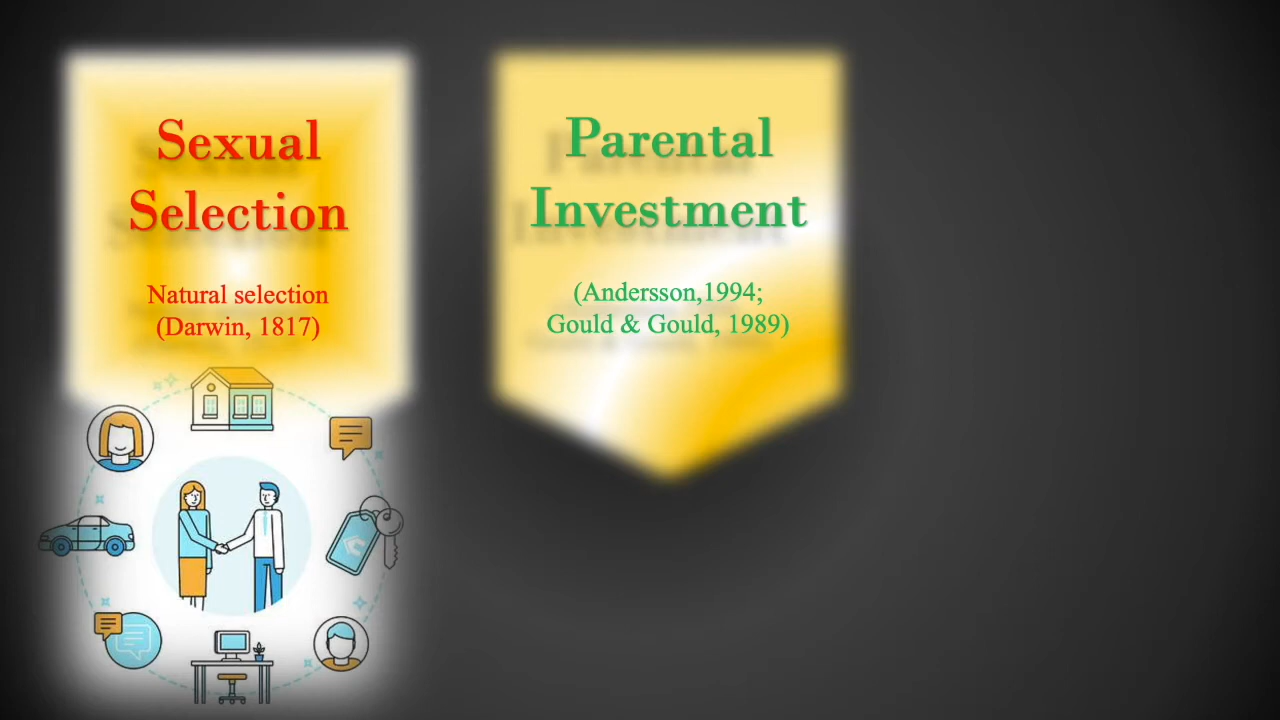 Sexual
Selection
Natural selection
(Darwin, 1817)
Parental
Investment
(Andersson,1994;
Gould & Gould, 1989)